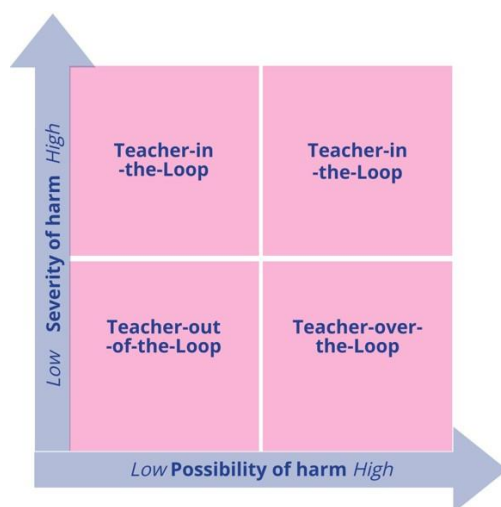 Teacher-in
-the-Loop
Teacher-in
-the-Loop
Teacher-out
-of-the-Loop
Teacher-over-
the-Loop
Low Severity of harm High
Low Possibility of harm High